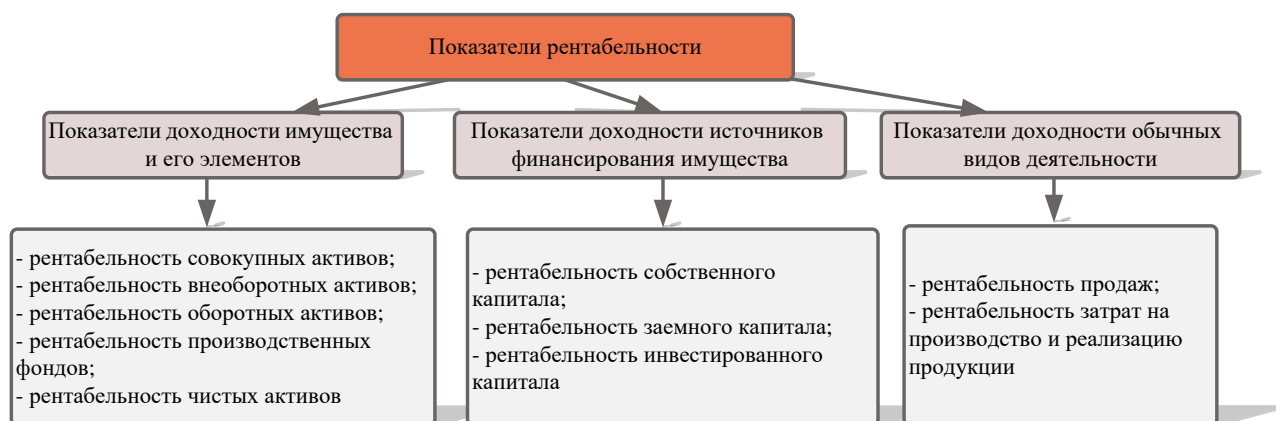 Показатели рентабельности
Показатели доходности имущества
и его элементов
Показатели доходности источников
финансирования имущества
Показатели доходности обычных
видов деятельности
- рентабельность совокупных активов;
- рентабельность внеоборотных активов;
- рентабельность оборотных активов;
- рентабельность производственных
фондов;
- рентабельность чистых активов
- рентабельность собственного
капитала;
- рентабельность заемного капитала;
- рентабельность инвестированного
капитала
- рентабельность продаж;
- рентабельность затрат на
производство и реализацию
продукции